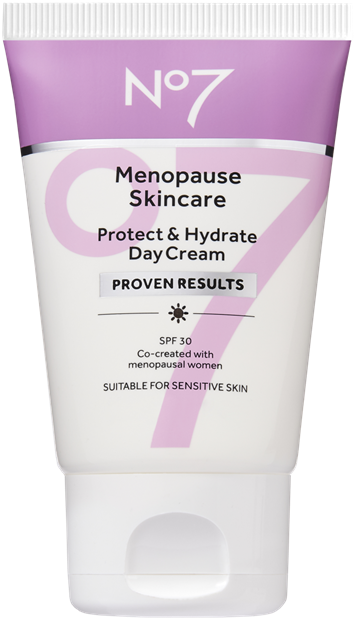 No7
Menopause
Skincare
Protect & Hydrate
Day Cream
PROVEN RESULTS
SPF 30
Co-created with
menopausal women
SUITABLE FOR SENSITIVE SKIN